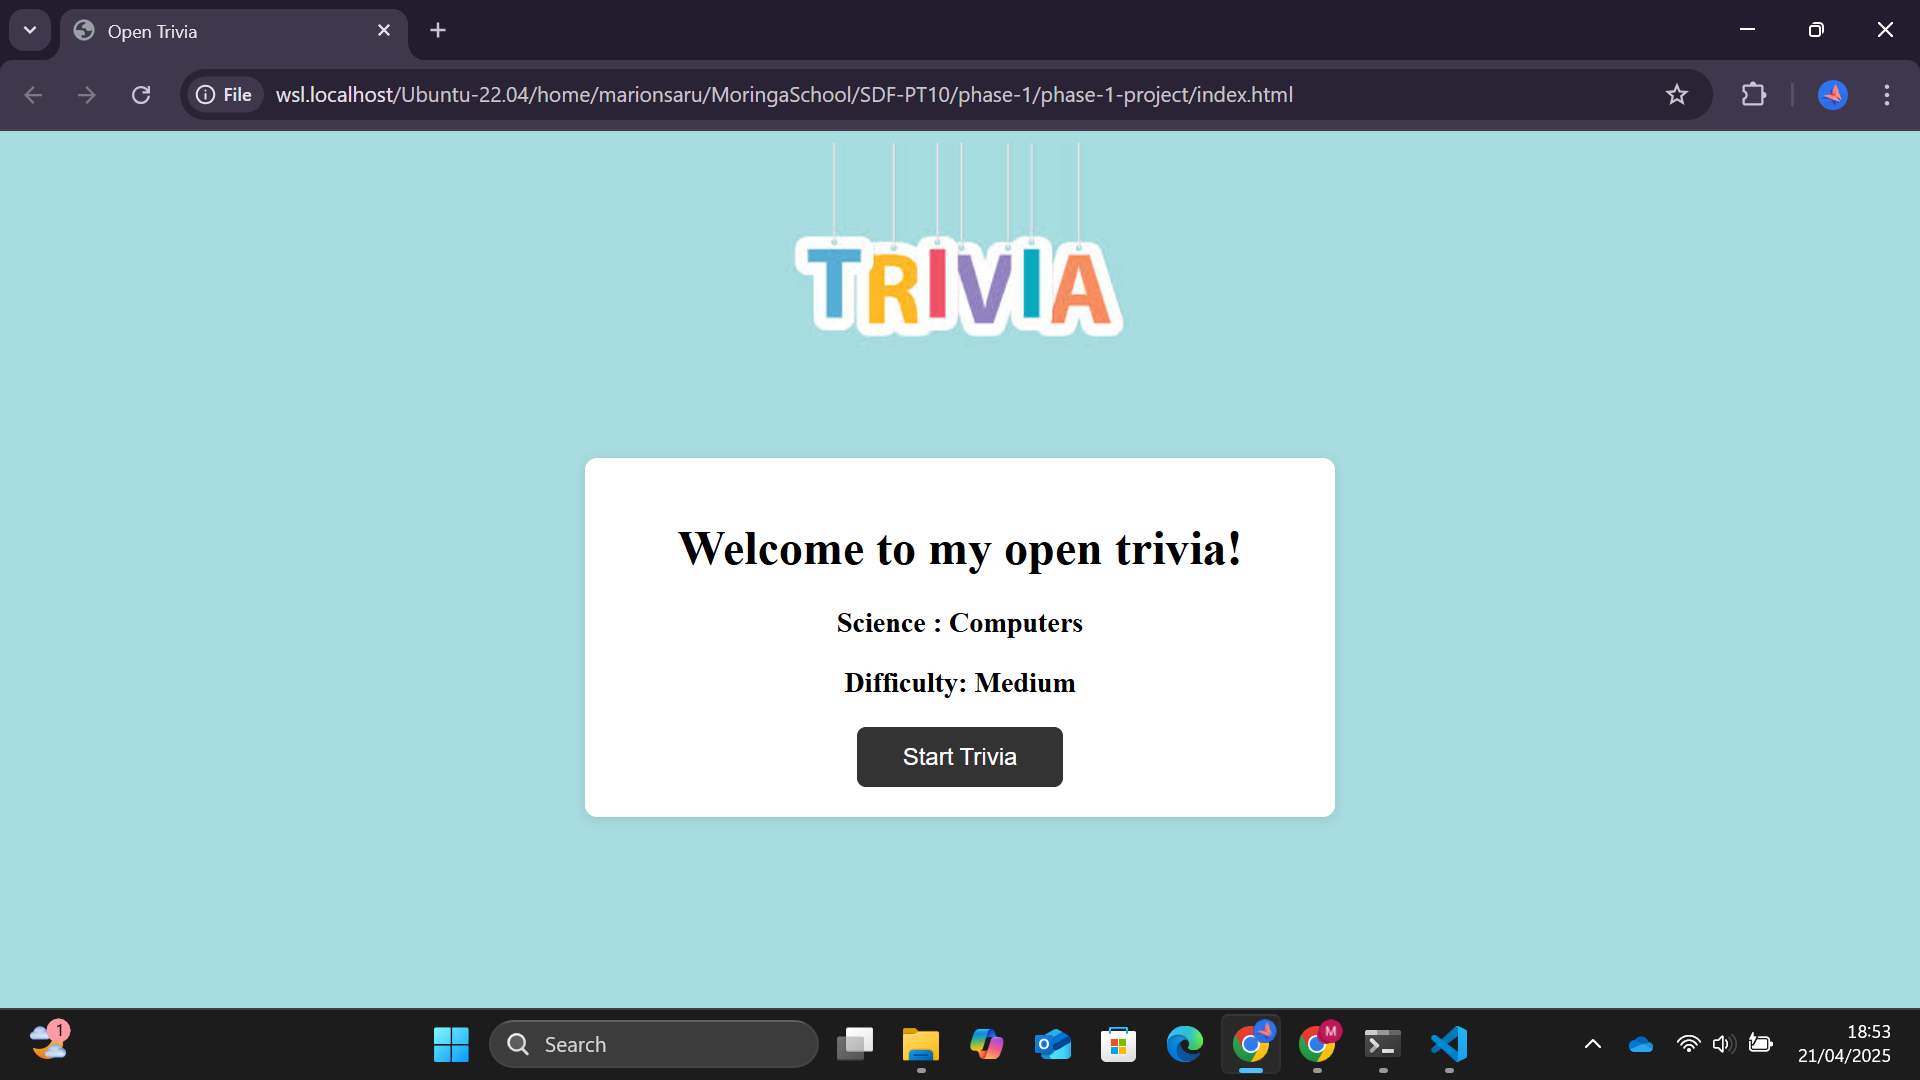 Open Trivia
File
wsl.localhost/Ubuntu-22.04/home/marionsaru/MoringaSchool/SDF-PT10/phase-1/phase-1-project/index.html
TRIVIA
Welcome to my open trivia!
Science : Computers
Difficulty: Medium
Start Trivia
1
Search
M
18:53
21/04/2025